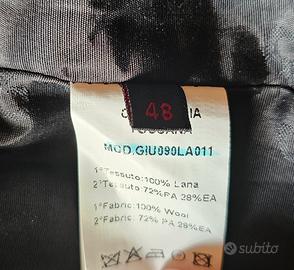 48
TOSCANA
MOD.GIU090LA011
1°Tessuto:100% Lana
2°Tessuto:72%PA 28%EA
1°Fabric:100% Wool
2°Fabric: 72% PA 28%EA
subito